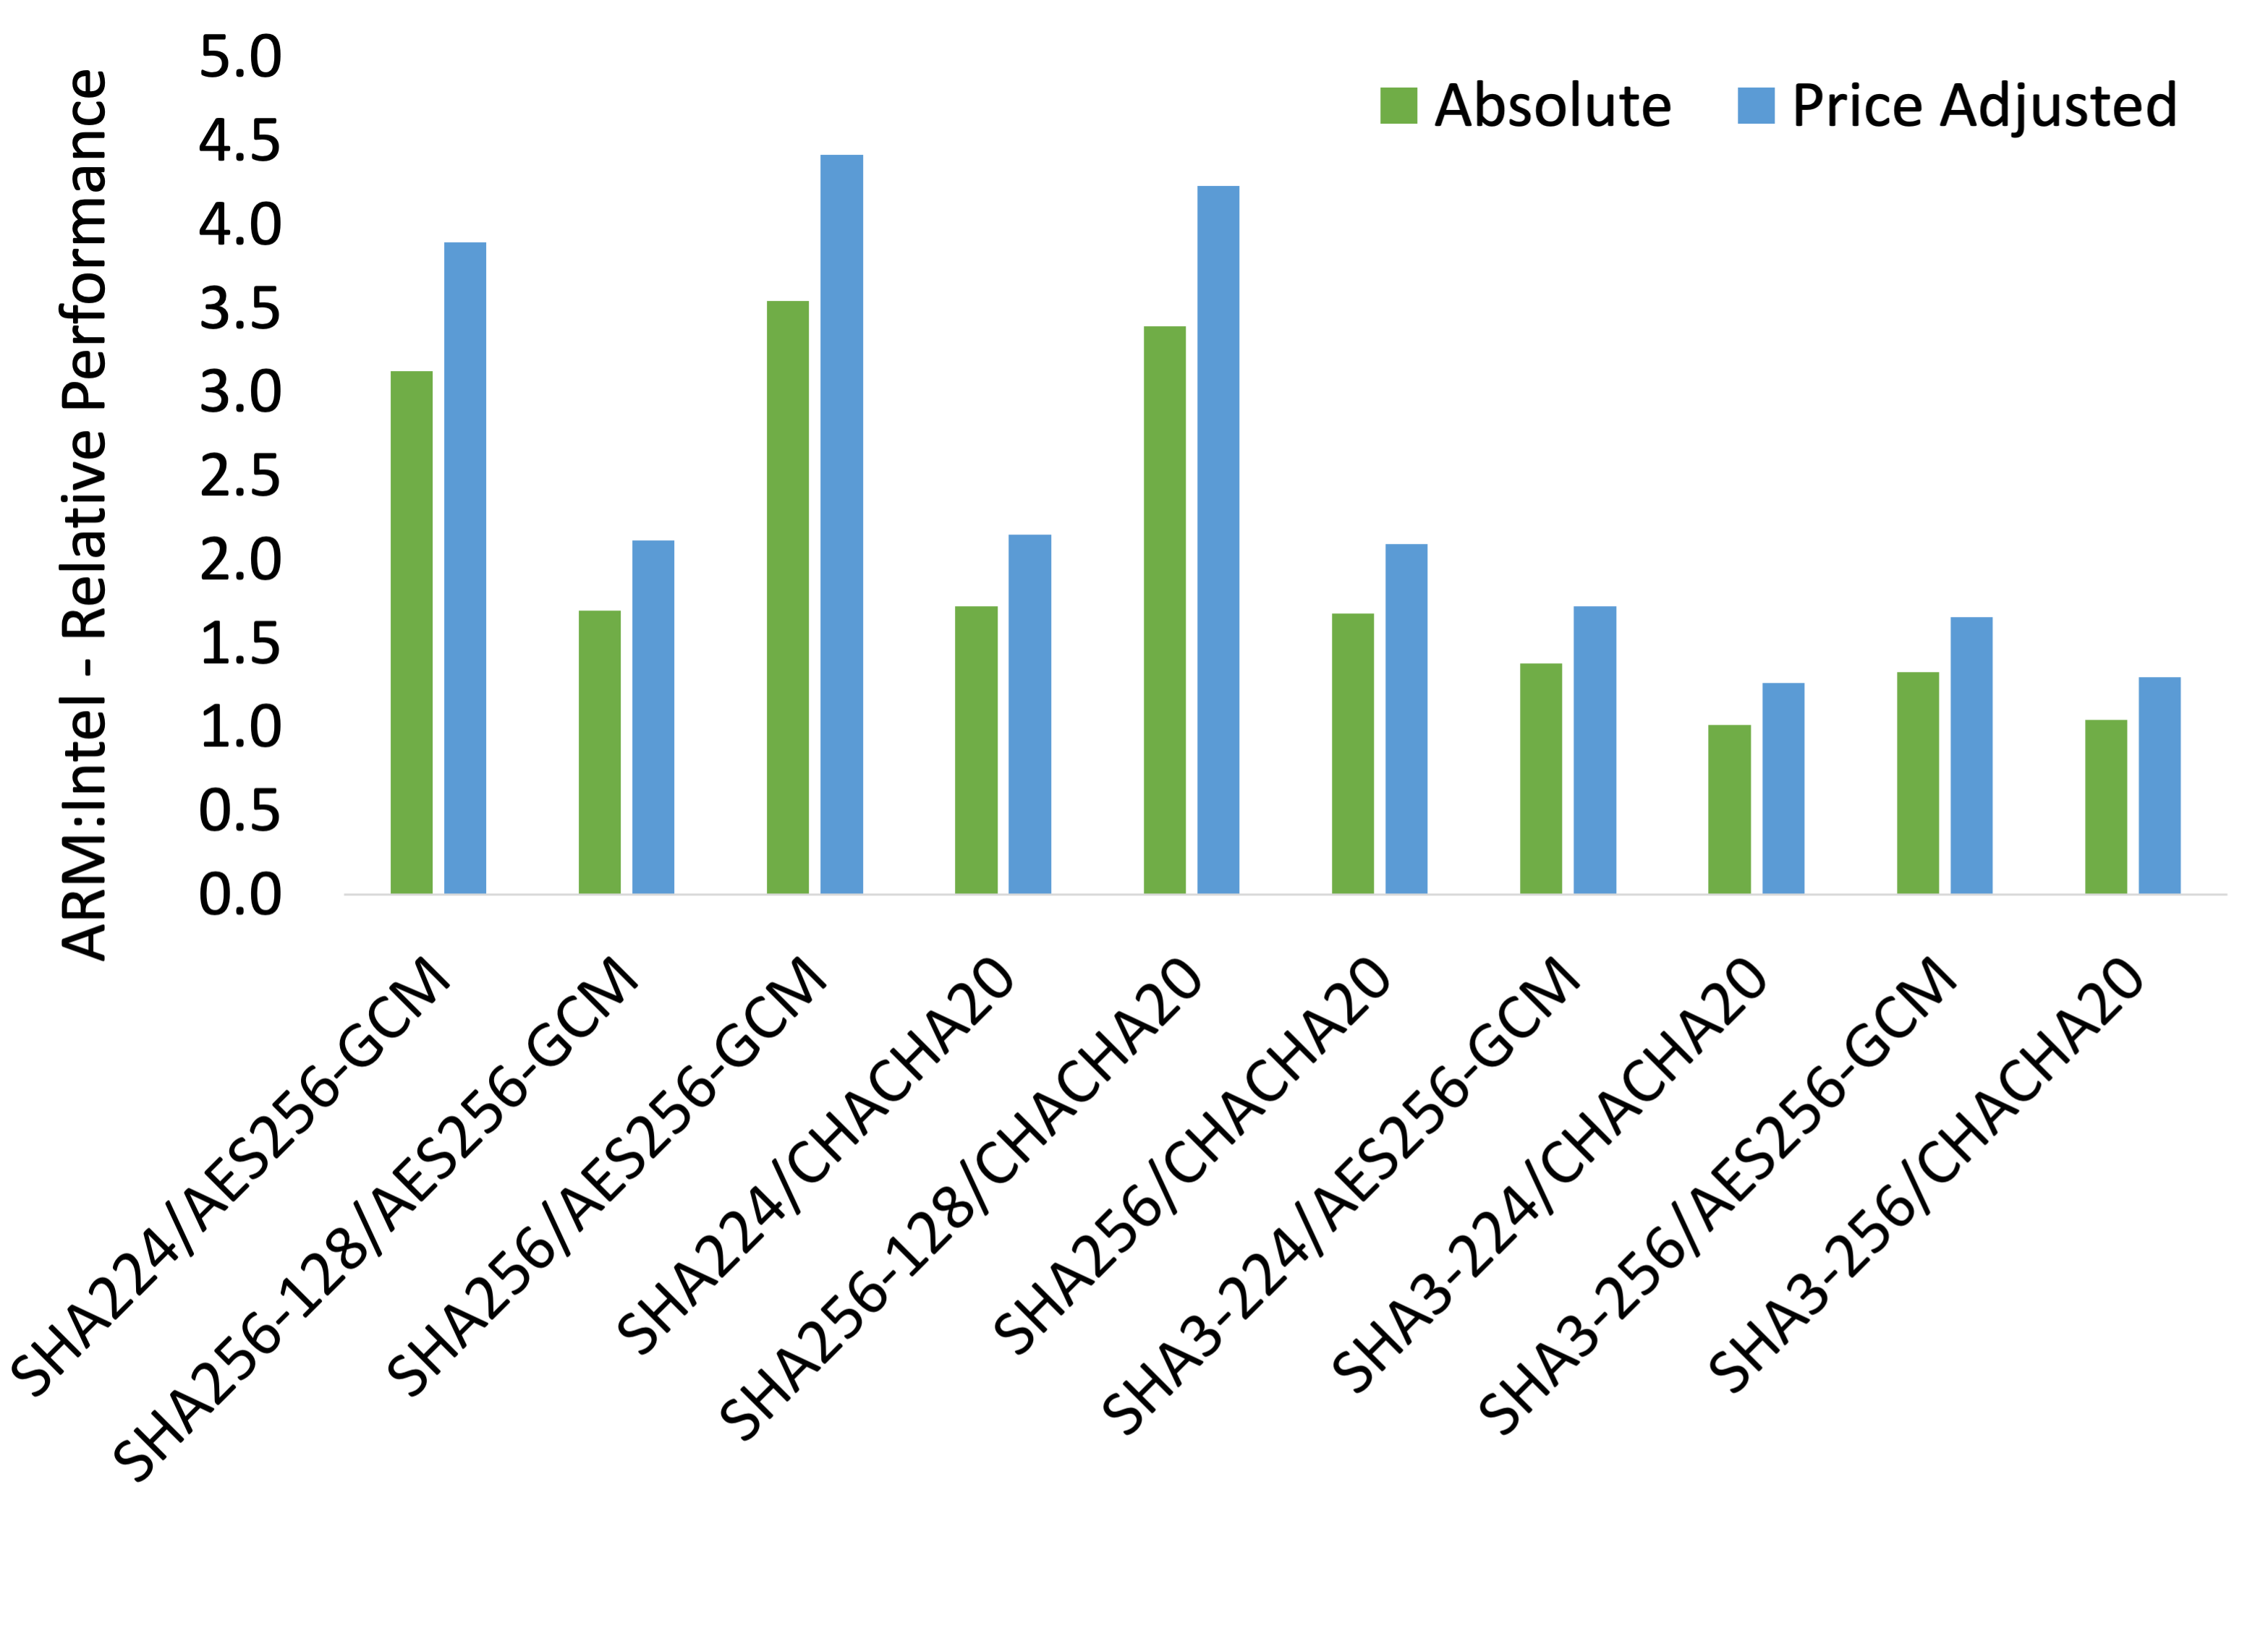 ARM::Intel - Relative Performance
5.0
4.5
4.0
3.5
3.0
2.5
2.0
1.5
1.0
0.5
0.0
Absolute
Price Adjusted
SHA224/AES256-GCM
SHA256-128/AES256-GCM
SHA256/AES256-GCM
SHA224/CHACHA20
SHA256-128/CHACHA20
SHA256/CHACHA20
SHA3-224/AES256-GCM
SHA3-224/CHACHA20
SHA3-256/AES256-GCM
SHA3-256/CHACHA20